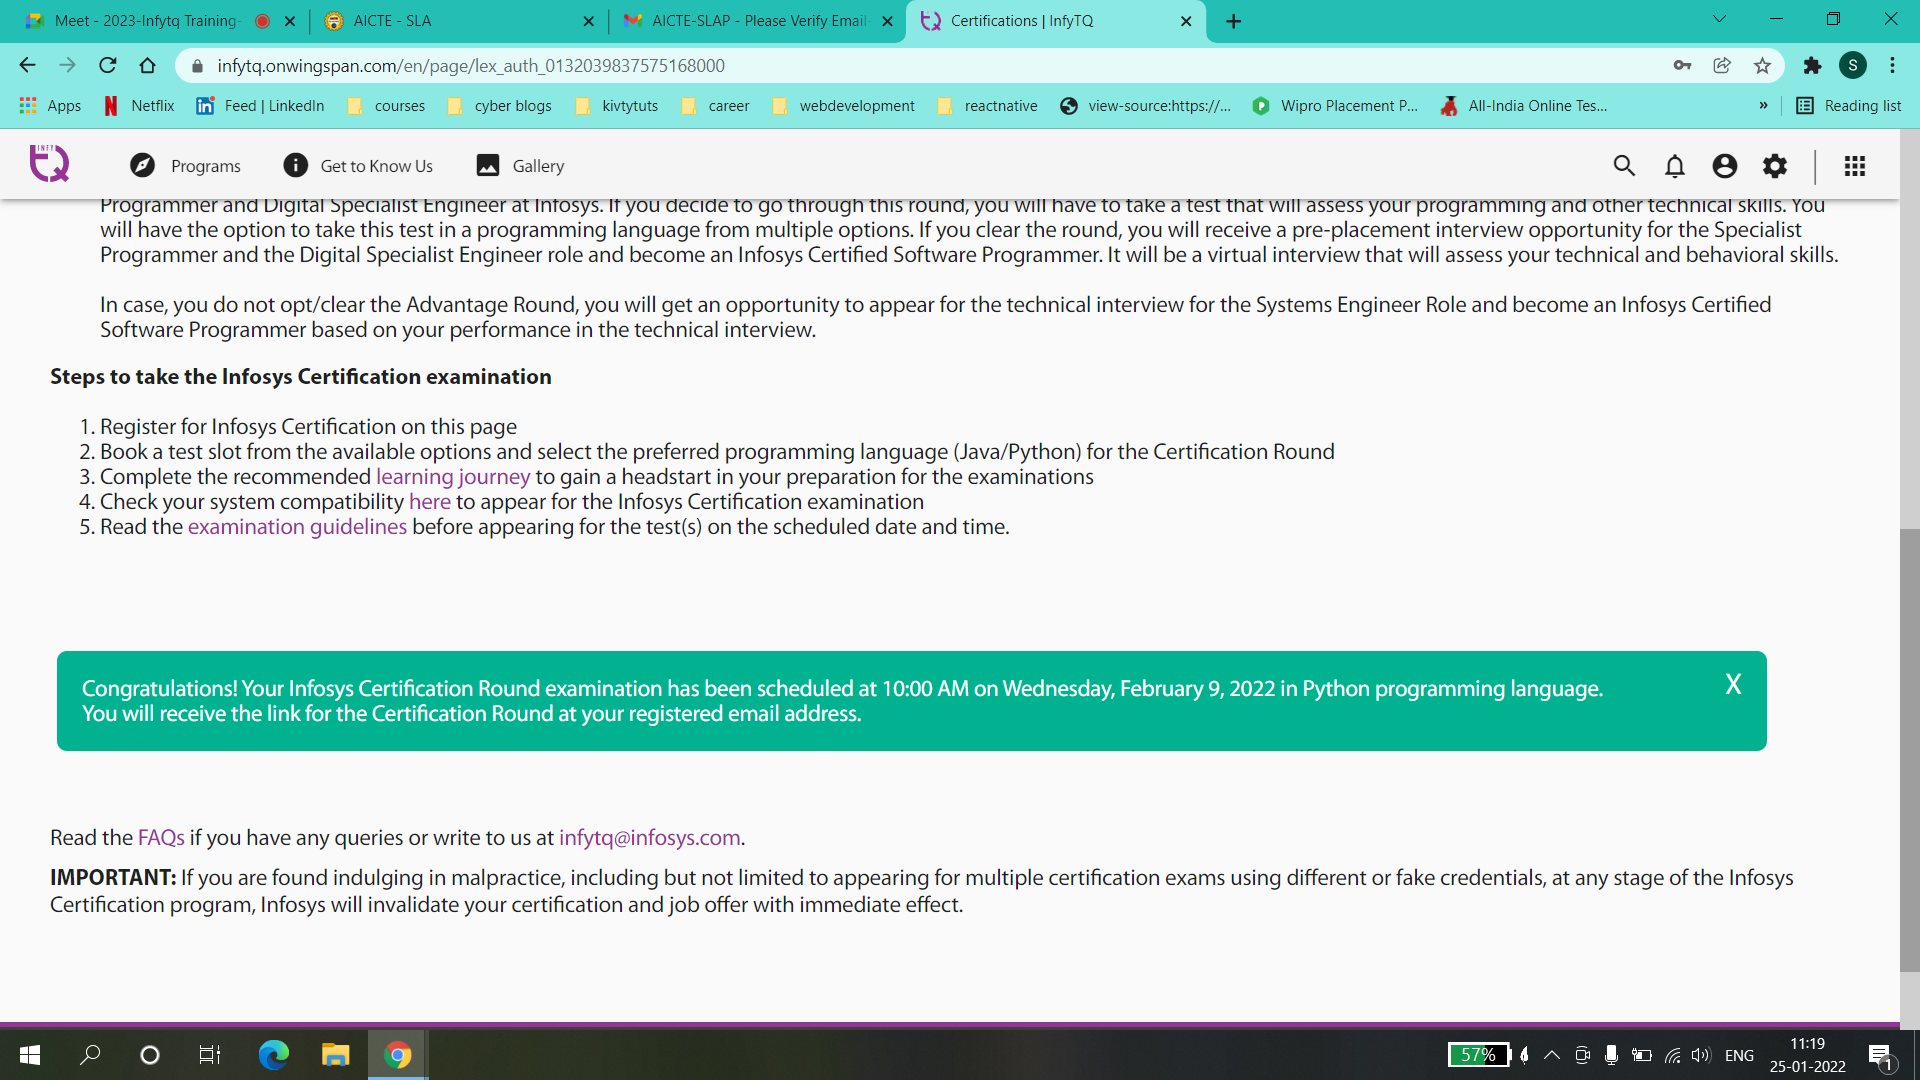 Meet - 2023-Infytq Training-
AICTE - SLA
AICTE-SLAP - Please Verify Email
Certifications | InfyTQ
infytq.onwingspan.com/en/page/lex_auth_0132039837575168000
S
Apps
Netflix
Feed | LinkedIn
courses
cyber blogs
kivtytuts
career
webdevelopment
reactnative
view-source:https://...
Wipro Placement P...
All-India Online Tes...
»
Reading list
INFY
TQ
Programs
Get to Know Us
Gallery
Programmer and Digital Specialist Engineer at Infosys. If you decide to go through this round, you will have to take a test that will assess your programming and other technical skills. You
will have the option to take this test in a programming language from multiple options. If you clear the round, you will receive a pre-placement interview opportunity for the Specialist
Programmer and the Digital Specialist Engineer role and become an Infosys Certified Software Programmer. It will be a virtual interview that will assess your technical and behavioral skills.
In case, you do not opt/clear the Advantage Round, you will get an opportunity to appear for the technical interview for the Systems Engineer Role and become an Infosys Certified
Software Programmer based on your performance in the technical interview.
Steps to take the Infosys Certification examination
1. Register for Infosys Certification on this page
2. Book a test slot from the available options and select the preferred programming language (Java/Python) for the Certification Round
3. Complete the recommended learning journey to gain a headstart in your preparation for the examinations
4. Check your system compatibility here to appear for the Infosys Certification examination
5. Read the examination guidelines before appearing for the test(s) on the scheduled date and time.
Congratulations! Your Infosys Certification Round examination has been scheduled at 10:00 AM on Wednesday, February 9, 2022 in Python programming language.
You will receive the link for the Certification Round at your registered email address.
X
Read the FAQs if you have any queries or write to us at infytq@infosys.com.
IMPORTANT: If you are found indulging in malpractice, including but not limited to appearing for multiple certification exams using different or fake credentials, at any stage of the Infosys
Certification program, Infosys will invalidate your certification and job offer with immediate effect.
57%
ENG
11:19
25-01-2022
1